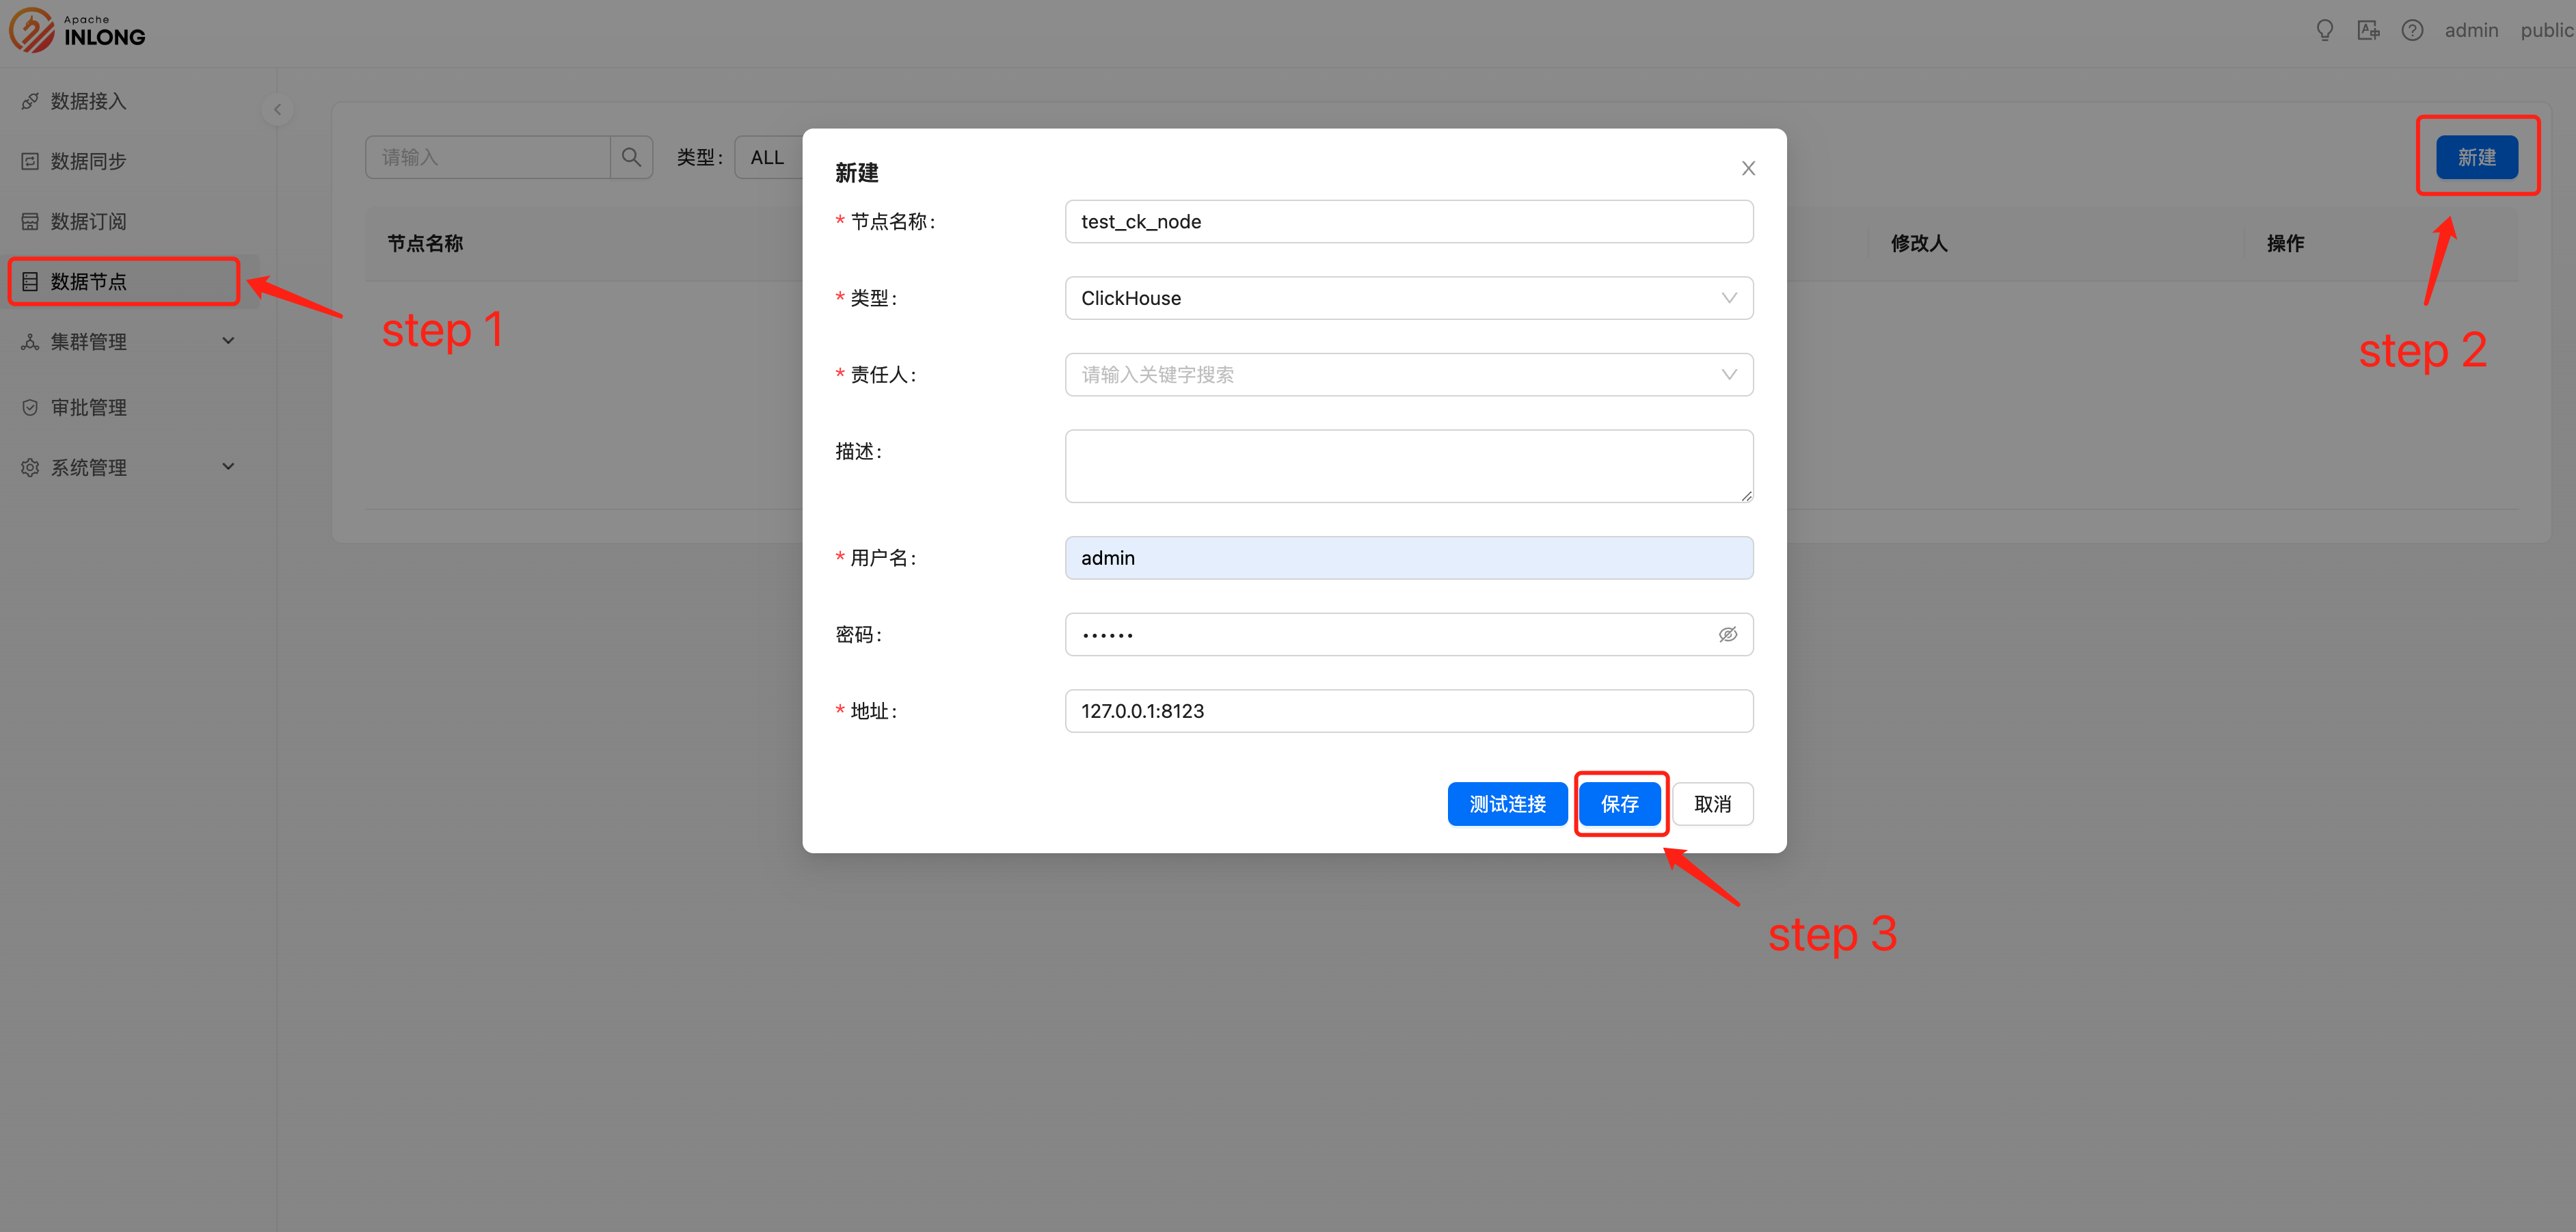 Apache
INLONG
admin
public
数据接入
数据同步
数据订阅
数据节点
集群管理
审批管理
系统管理
step 1
请输入
类型:
ALL
新建
节点名称
修改人
操作
step 2
新建
* 节点名称:
test_ck_node
* 类型:
ClickHouse
* 责任人:
请输入关键字搜索
描述:
* 用户名:
admin
密码:
••••••
* 地址:
127.0.0.1:8123
测试连接
保存
取消
step 3